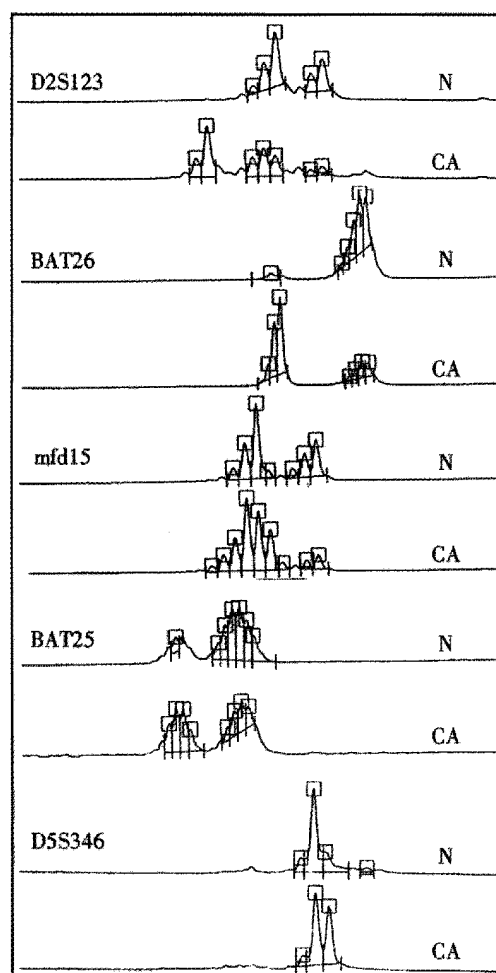 D2S123 N
CA
BAT26 N
CA
mfd15 N
CA
BAT25 N
CA
D5S346 N
CA